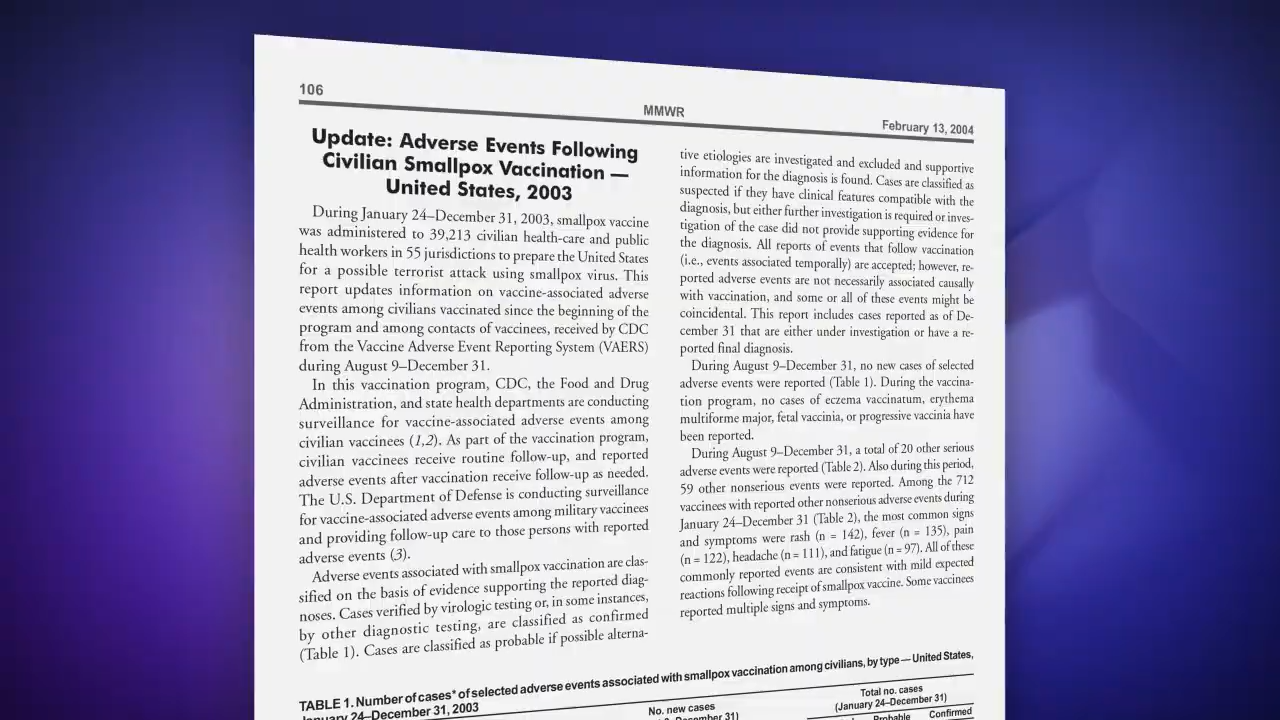 106
MMWR
February 13, 2004
Update: Adverse Events Following
Civilian Smallpox Vaccination —
United States, 2003
During January 24–December 31, 2003, smallpox vaccine
was administered to 39,213 civilian health-care and public
health workers in 55 jurisdictions to prepare the United States
for a possible terrorist attack using smallpox virus. This
report updates information on vaccine-associated adverse
events among civilians vaccinated since the beginning of the
program and among contacts of vaccinees, received by CDC
from the Vaccine Adverse Event Reporting System (VAERS)
during August 9–December 31.
In this vaccination program, CDC, the Food and Drug
Administration, and state health departments are conducting
surveillance for vaccine-associated adverse events among
civilian vaccinees (1,2). As part of the vaccination program,
civilian vaccinees receive routine follow-up, and reported
adverse events after vaccination receive follow-up as needed.
The U.S. Department of Defense is conducting surveillance
for vaccine-associated adverse events among military vaccinees
and providing follow-up care to those persons with reported
adverse events (3).
Adverse events associated with smallpox vaccination are clas-
sified on the basis of evidence supporting the reported diag-
noses. Cases verified by virologic testing or, in some instances,
by other diagnostic testing, are classified as confirmed
(Table 1). Cases are classified as probable if possible alterna-
tive etiologies are investigated and excluded and supportive
information for the diagnosis is found. Cases are classified as
suspected if they have clinical features compatible with the
diagnosis, but either further investigation is required or inves-
tigation of the case did not provide supporting evidence for
the diagnosis. All reports of events that follow vaccination
(i.e., events associated temporally) are accepted; however, re-
ported adverse events are not necessarily associated causally
with vaccination, and some or all of these events might be
coincidental. This report includes cases reported as of De-
cember 31 that are either under investigation or have a re-
ported final diagnosis.
During August 9–December 31, no new cases of selected
adverse events were reported (Table 1). During the vaccina-
tion program, no cases of eczema vaccinatum, erythema
multiforme major, fetal vaccinia, or progressive vaccinia have
been reported.
During August 9–December 31, a total of 20 other serious
adverse events were reported (Table 2). Also during this period,
59 other nonserious events were reported. Among the 712
vaccinees with reported other nonserious adverse events during
January 24–December 31 (Table 2), the most common signs
and symptoms were rash (n = 142), fever (n = 135), pain
(n = 122), headache (n = 111), and fatigue (n = 97). All of these
commonly reported events are consistent with mild expected
reactions following receipt of smallpox vaccine. Some vaccinees
reported multiple signs and symptoms.
TABLE 1. Number of cases* of selected adverse events associated with smallpox vaccination among civilians, by type — United States,
January 24–December 31, 2003
No. new cases
December 31)
Total no. cases
(January 24–December 31)
Probable Confirmed